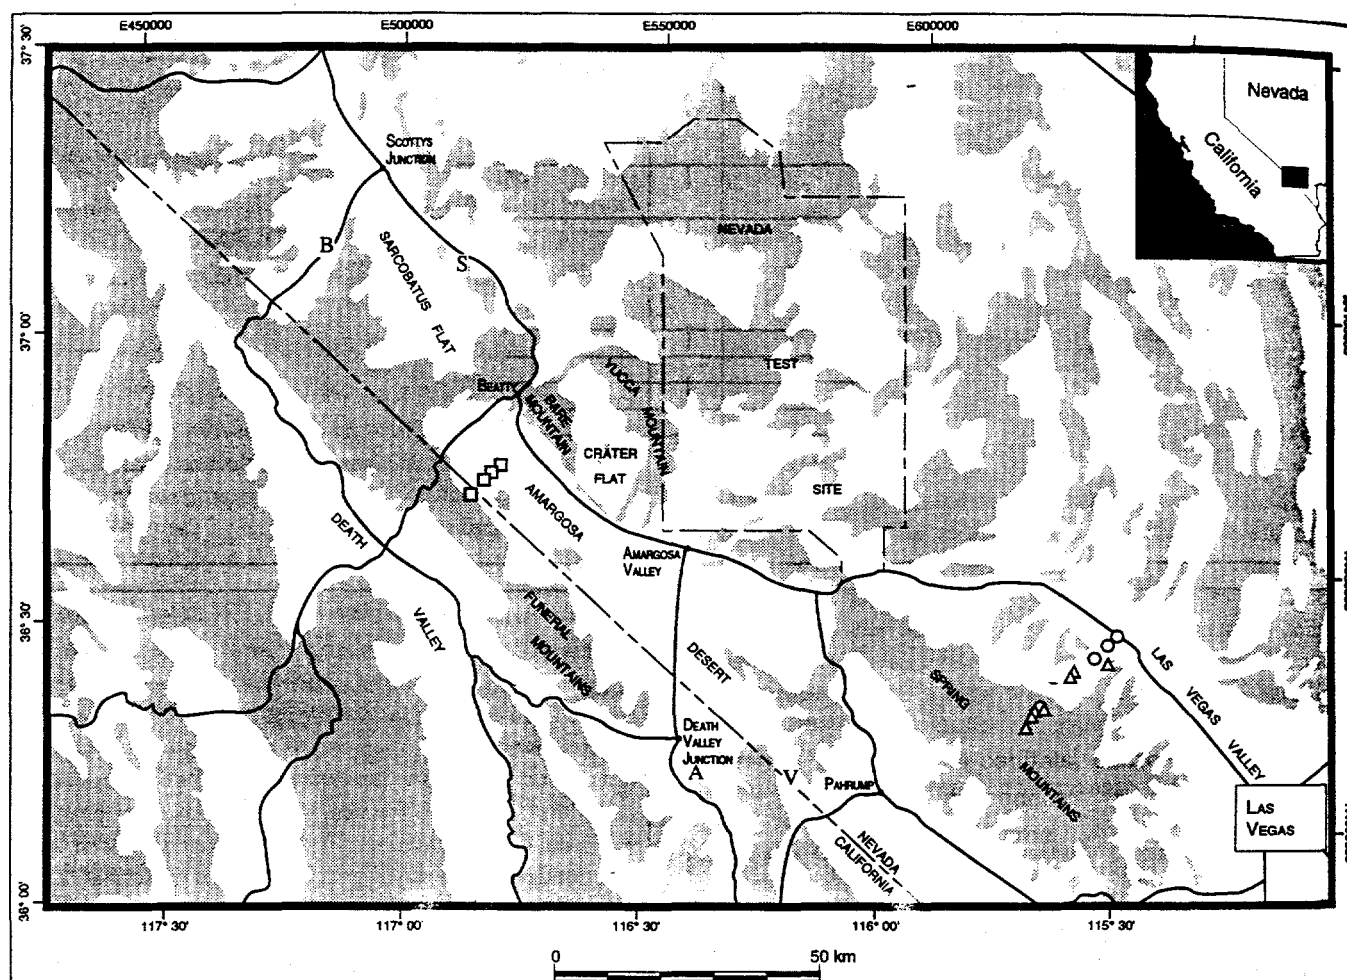 E450000 E500000 E550000 E600000
37° 30'
Nevada
California
SCOTTYS
JUNCTION
NEVADA
B
S
SARCOBATUS FLAT
37° 00'
TEST
YUCCA MOUNTAIN
BEATTY
BARE
MOUNTAIN
CRATER
FLAT
SITE
AMARGOSA
DEATH
AMARGOSA
VALLEY
FUNERAL
MOUNTAINS
VALLEY
36° 30'
DESERT
SPRING
LAS
VEGAS
VALLEY
DEATH
VALLEY
JUNCTION
A
V
PAHRUMP
MOUNTAINS
LAS
VEGAS
NEVADA
CALIFORNIA
36° 00'
117° 30' 117° 00' 116° 30' 116° 00' 115° 30'
0 50 km